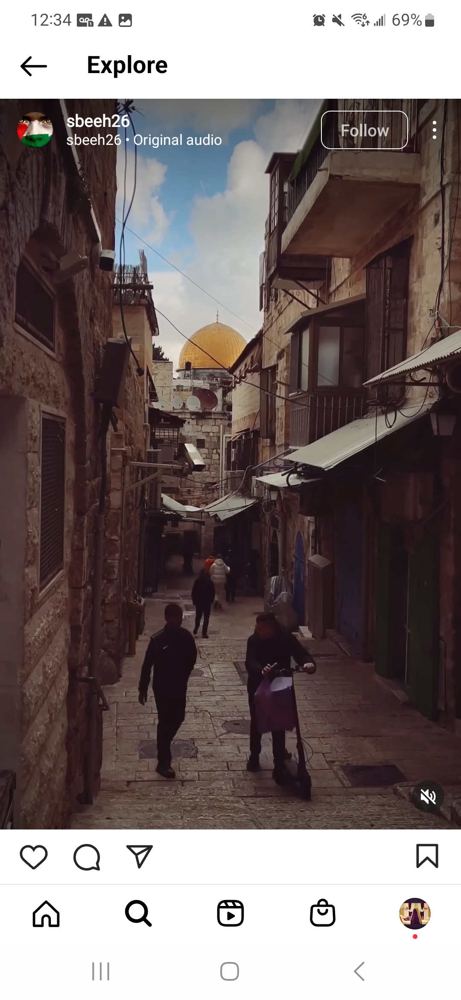 12:34
69%
Explore
sbeeh26
sbeeh26 • Original audio
Follow